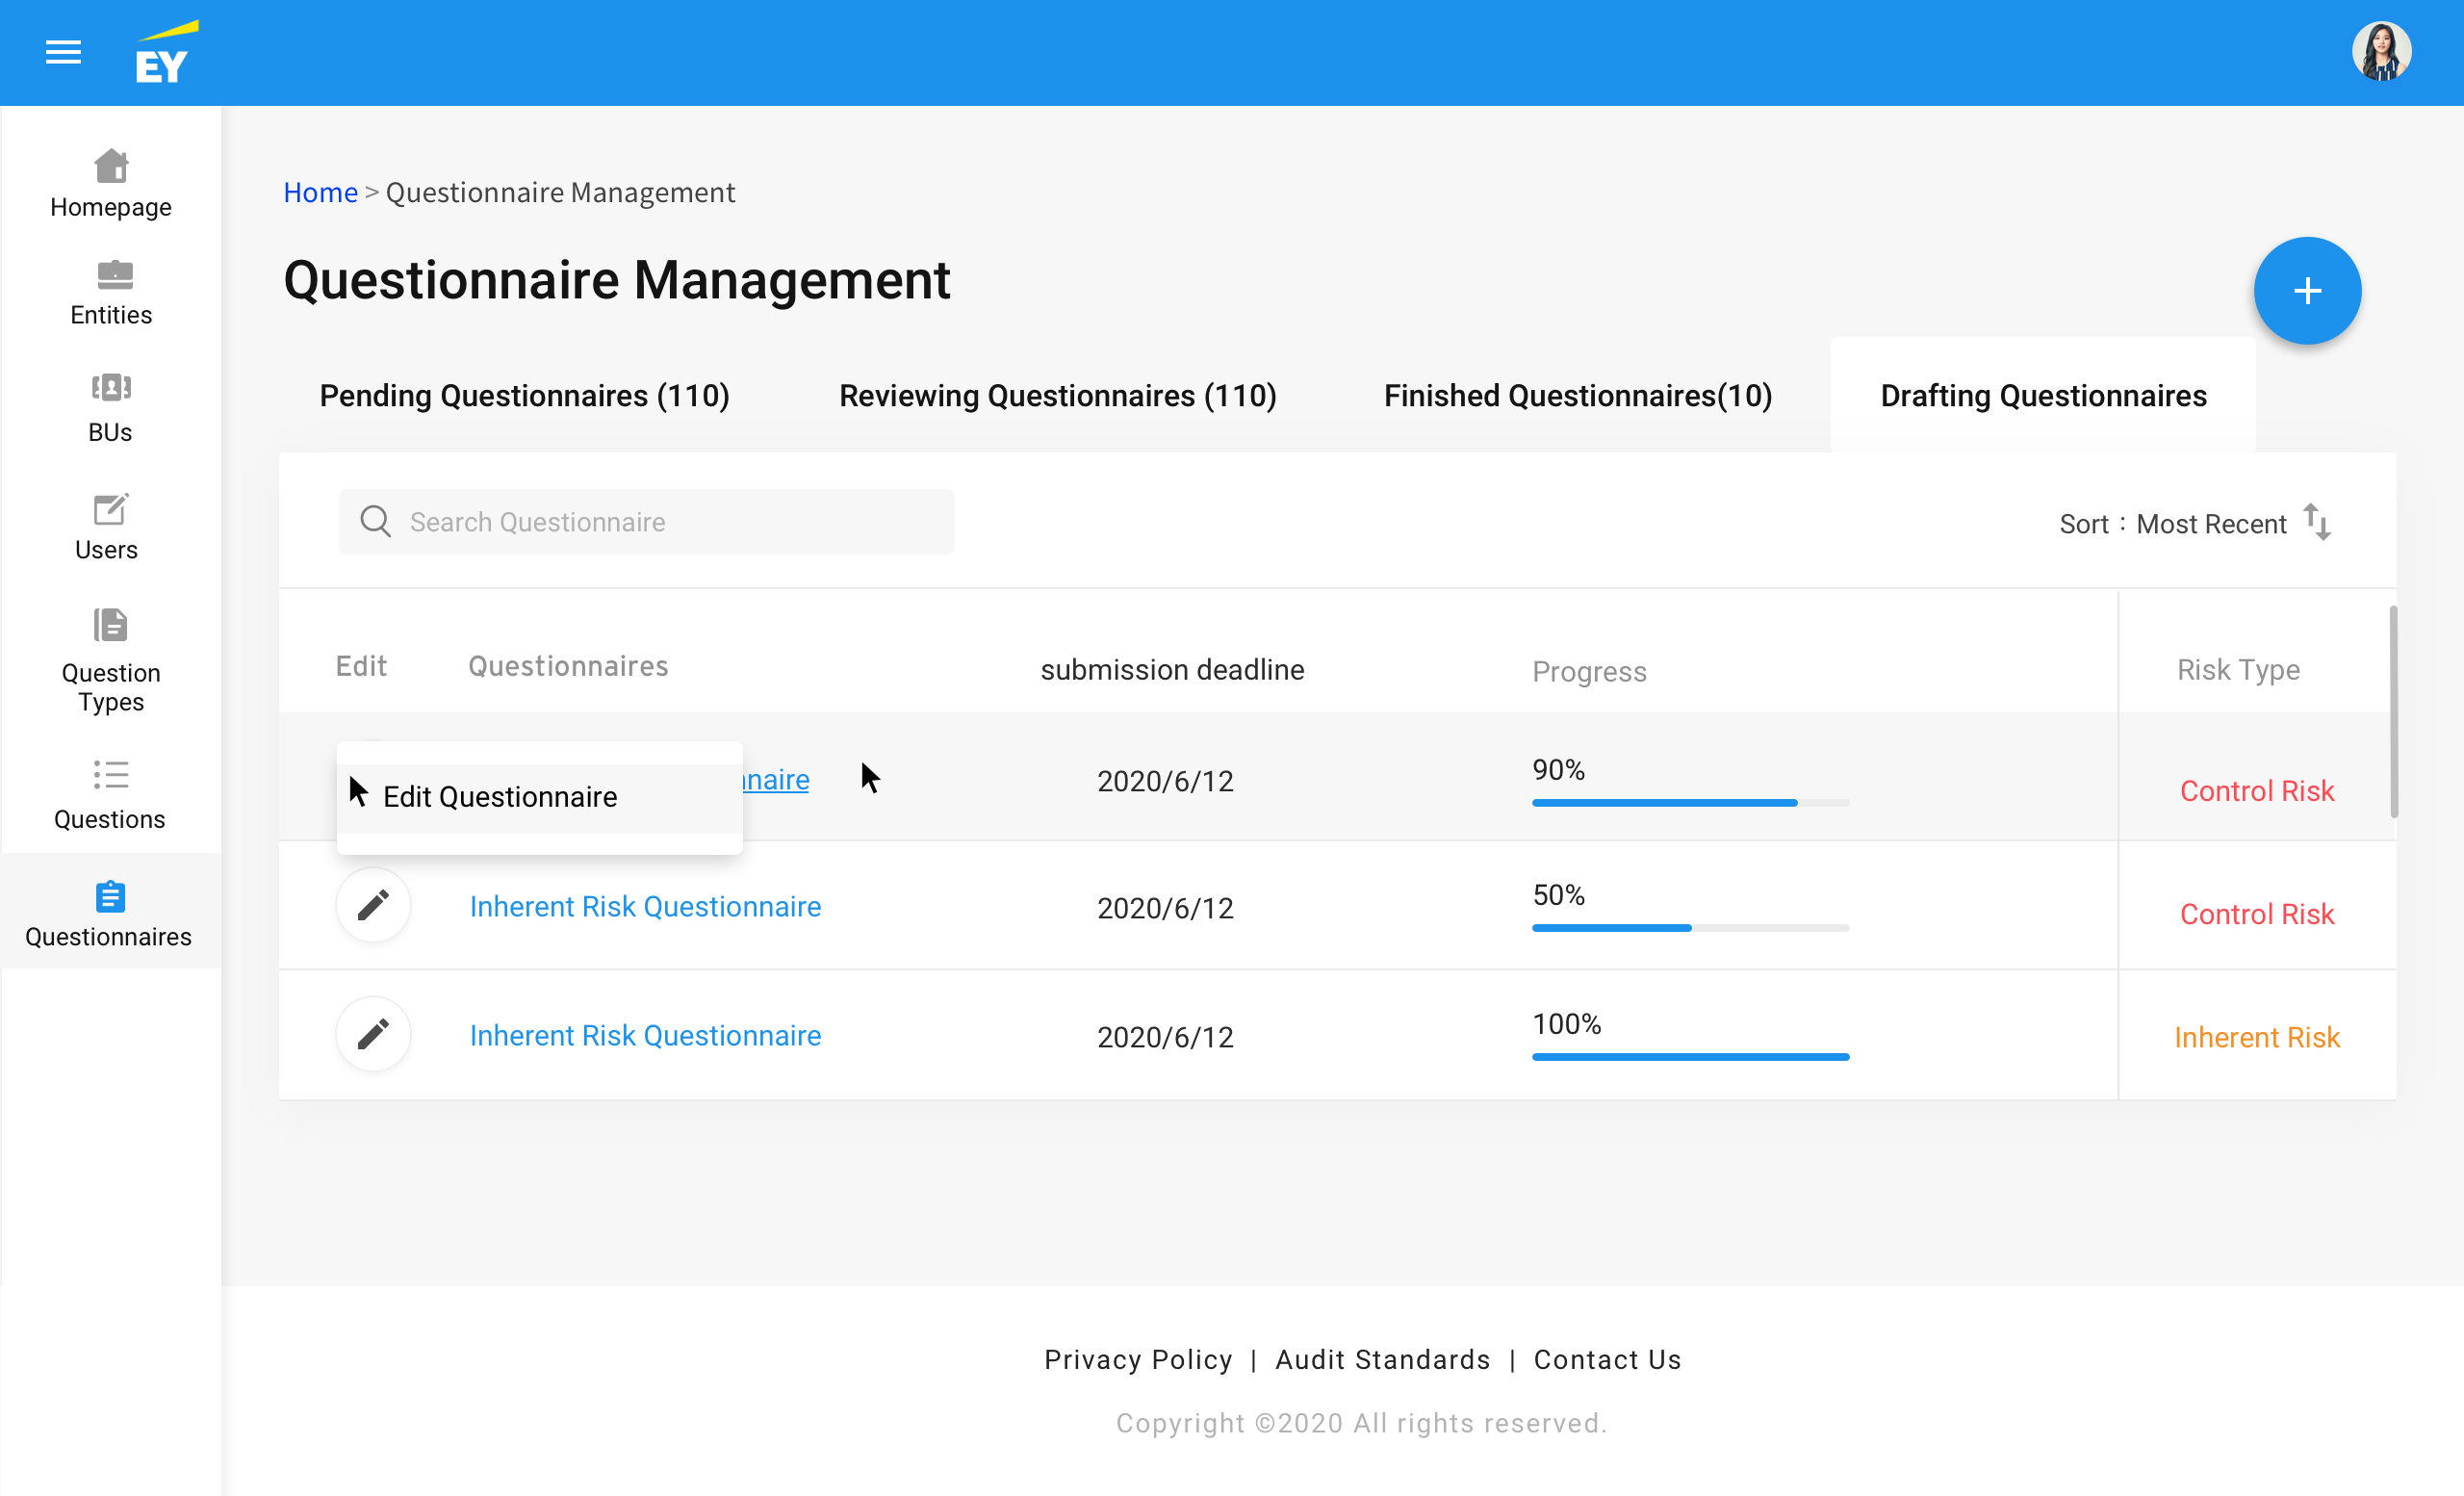 EY
Homepage
Entities
BUs
Users
Question
Types
Questions
Questionnaires
Home > Questionnaire Management
Questionnaire Management
Pending Questionnaires (110)
Reviewing Questionnaires (110)
Finished Questionnaires(10)
Drafting Questionnaires
Search Questionnaire
Sort : Most Recent
Edit Questionnaires submission deadline Progress Risk Type
Edit Questionnaire
naire 2020/6/12 90% Control Risk
Inherent Risk Questionnaire 2020/6/12 50% Control Risk
Inherent Risk Questionnaire 2020/6/12 100% Inherent Risk
Privacy Policy | Audit Standards | Contact Us
Copyright ©2020 All rights reserved.